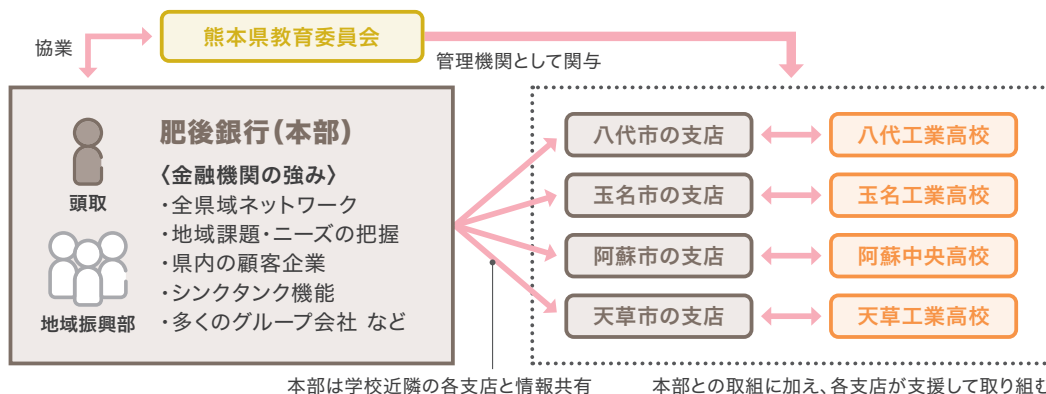 熊本県教育委員会
協業
管理機関として関与
肥後銀行(本部)
〈金融機関の強み〉
・全県域ネットワーク
・地域課題・ニーズの把握
・県内の顧客企業
・シンクタンク機能
・多くのグループ会社 など
頭取
地域振興部
八代市の支店
八代工業高校
玉名市の支店
玉名工業高校
阿蘇市の支店
阿蘇中央高校
天草市の支店
天草工業高校
本部は学校近隣の各支店と情報共有
本部との取組に加え、各支店が支援して取り組む